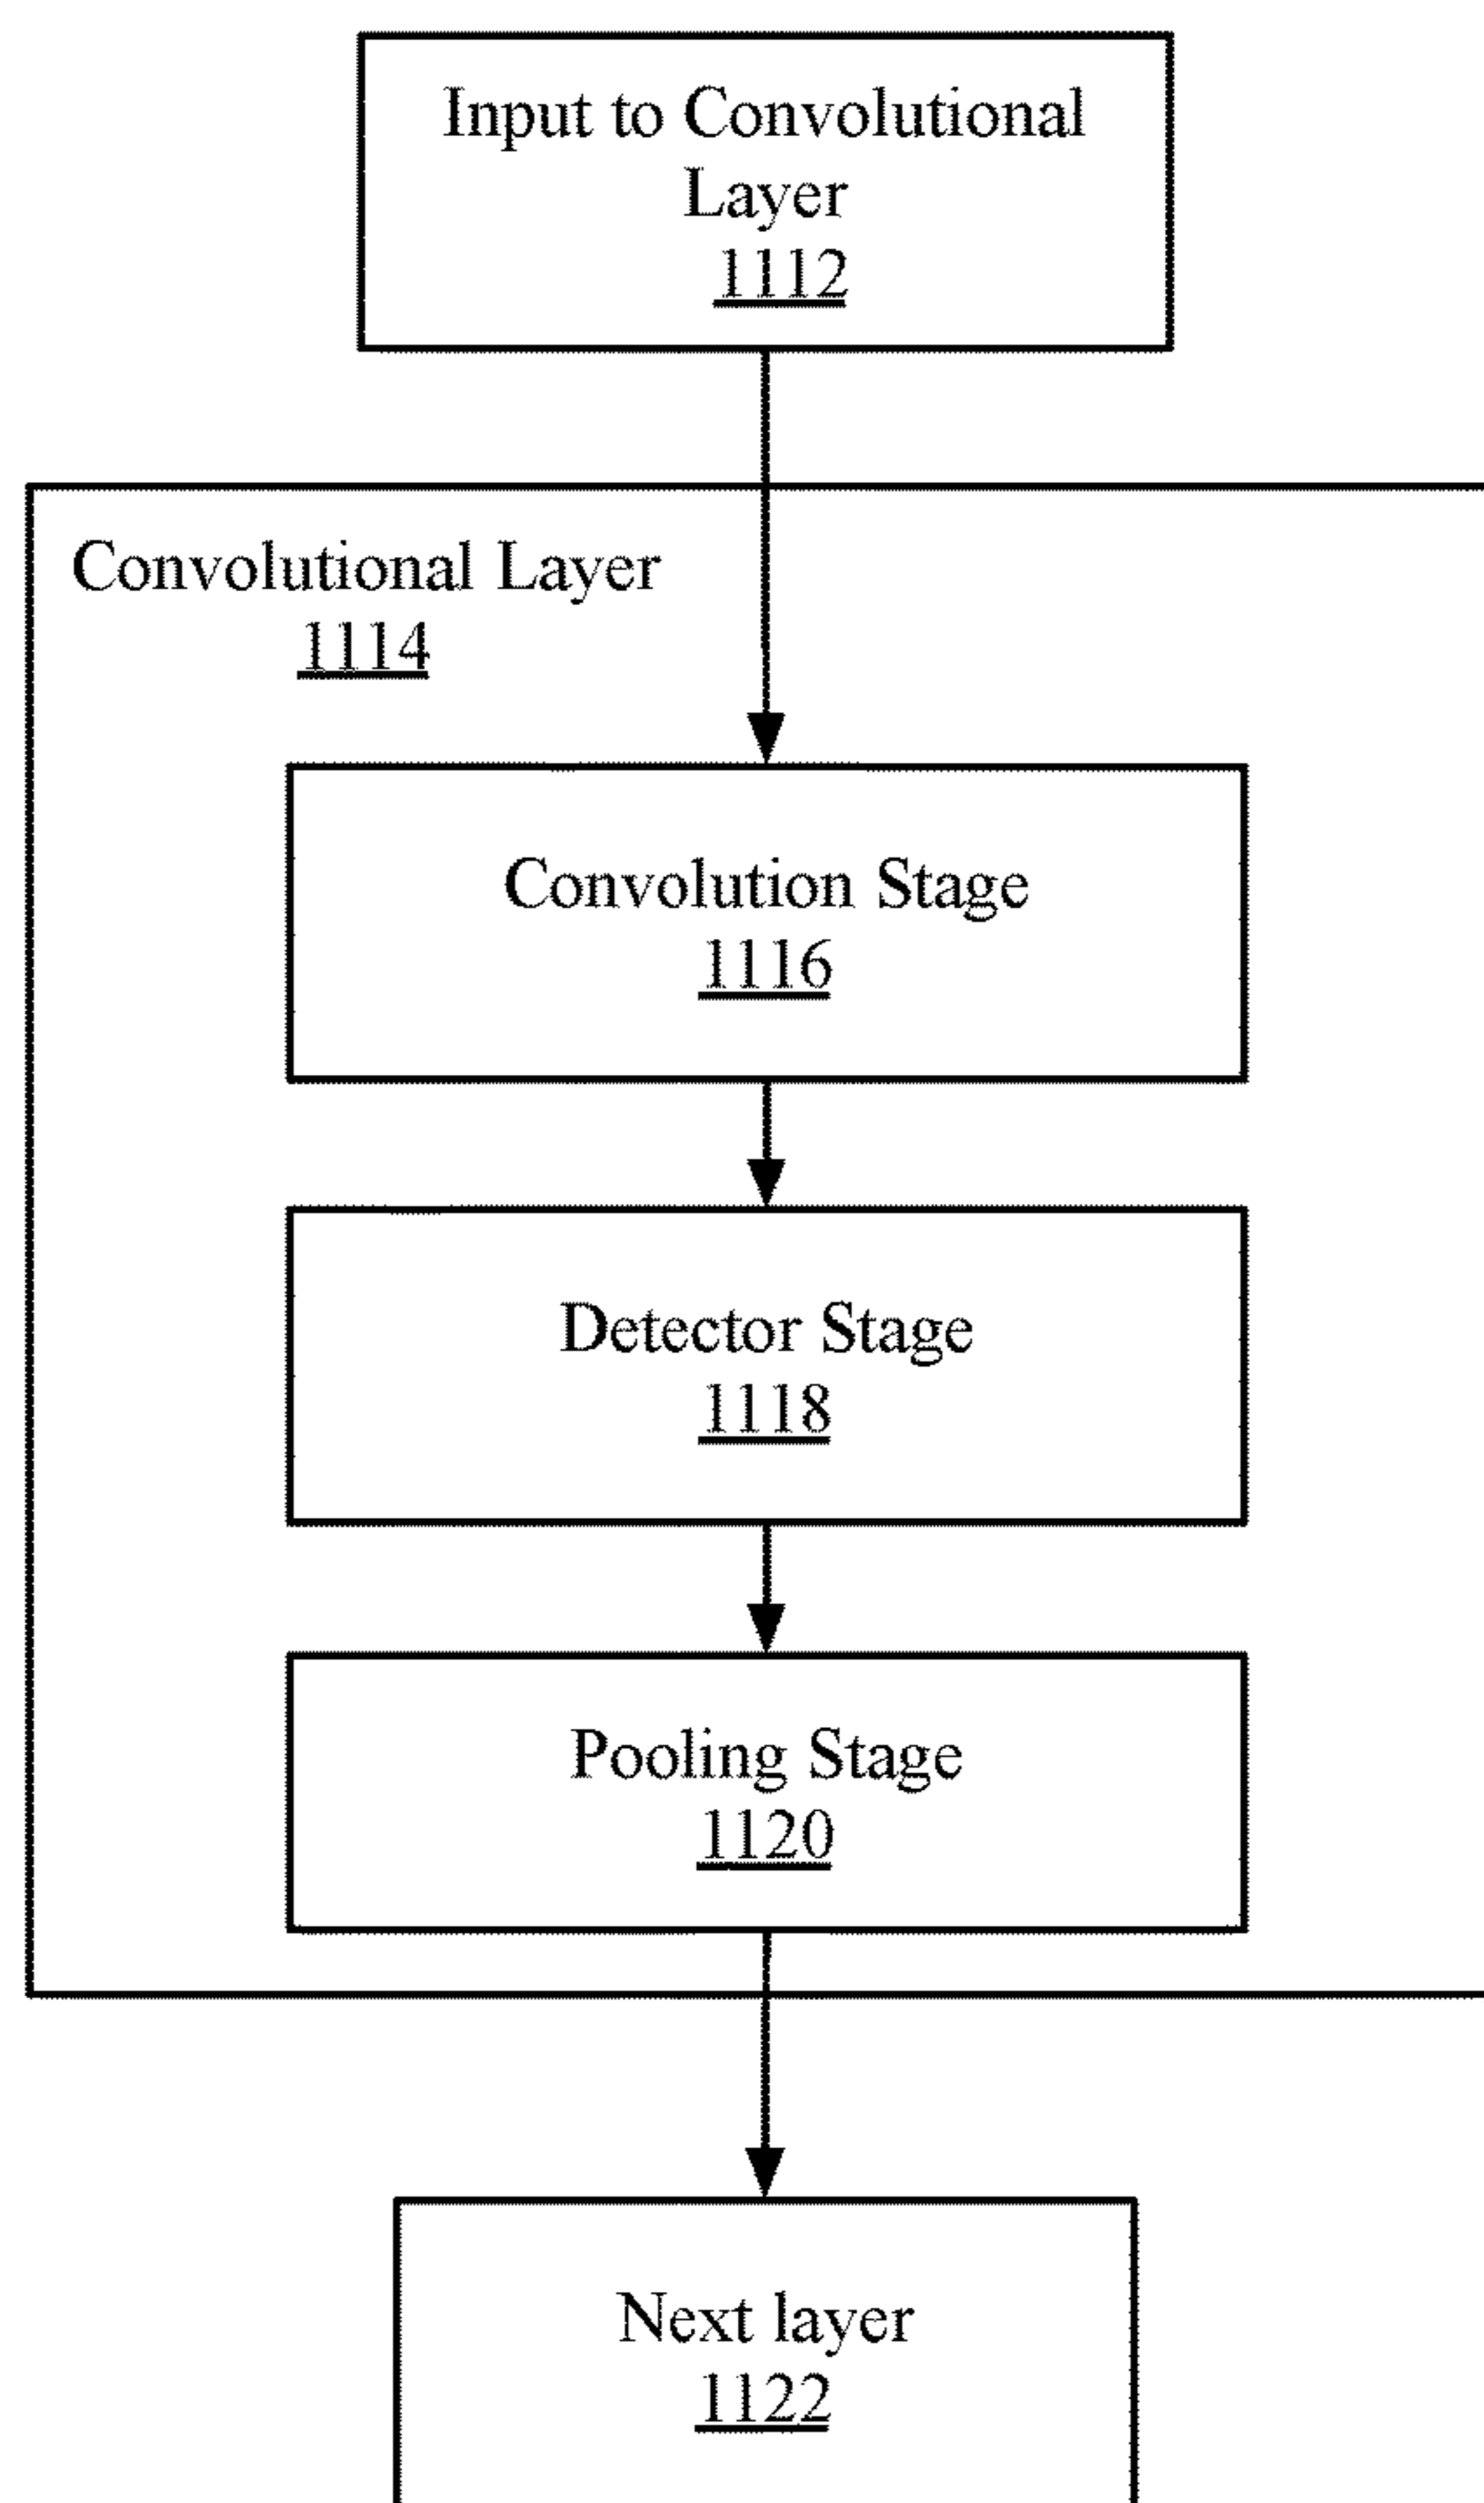 Input to Convolutional
Layer
1112
Convolutional Layer
1114
Convolution Stage
1116
Detector Stage
1118
Pooling Stage
1120
Next layer
1122